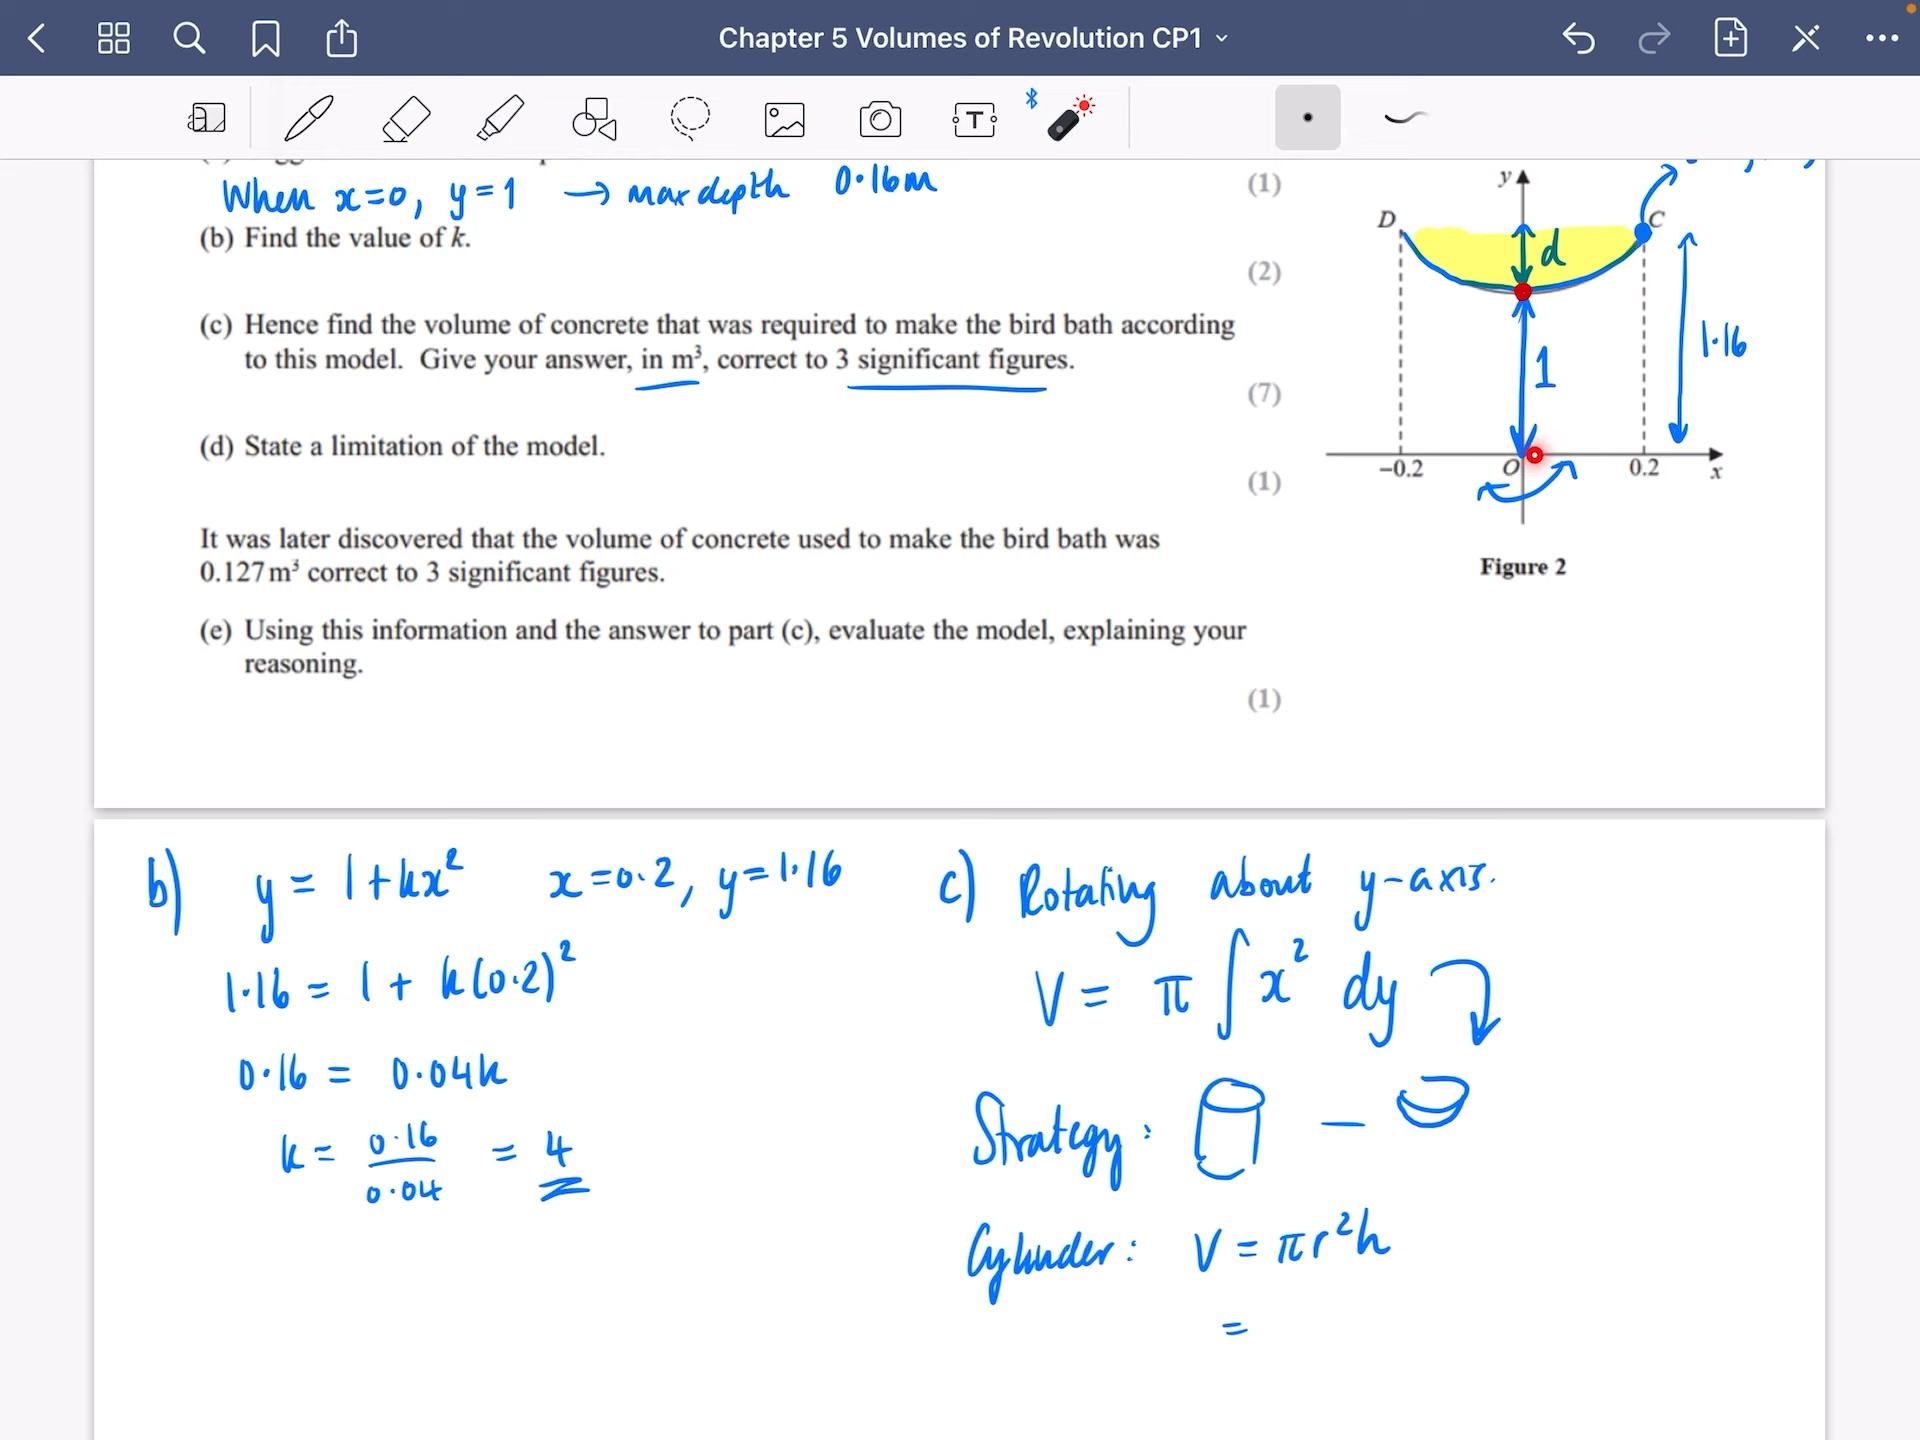 Chapter 5 Volumes of Revolution CP1
When x=0, y=1 → max depth 0.16m
(1)
(b) Find the value of k.
(2)
(c) Hence find the volume of concrete that was required to make the bird bath according
to this model. Give your answer, in m³, correct to 3 significant figures.
(7)
(d) State a limitation of the model.
(1)
It was later discovered that the volume of concrete used to make the bird bath was
0.127 m³ correct to 3 significant figures.
(e) Using this information and the answer to part (c), evaluate the model, explaining your
reasoning.
(1)
y
D
C
d
1
1.16
-0.2
O
0.2
x
Figure 2
b) y = 1+kx² x=0.2, y=1.16
1.16 = 1 + k(0.2)²
0.16 = 0.04k
k = 0.16/0.04 = 4
c) Rotating about y-axis.
V = π ∫ x² dy
Strategy: −
Cylinder: V = πr²h
=